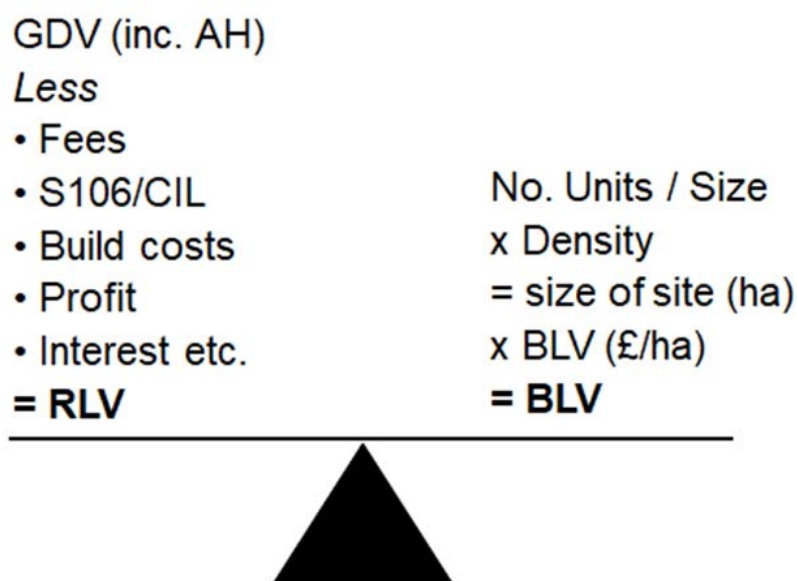 GDV (inc. AH)
Less
• Fees
• S106/CIL
• Build costs
• Profit
• Interest etc.
= RLV
No. Units / Size
x Density
= size of site (ha)
x BLV (£/ha)
= BLV